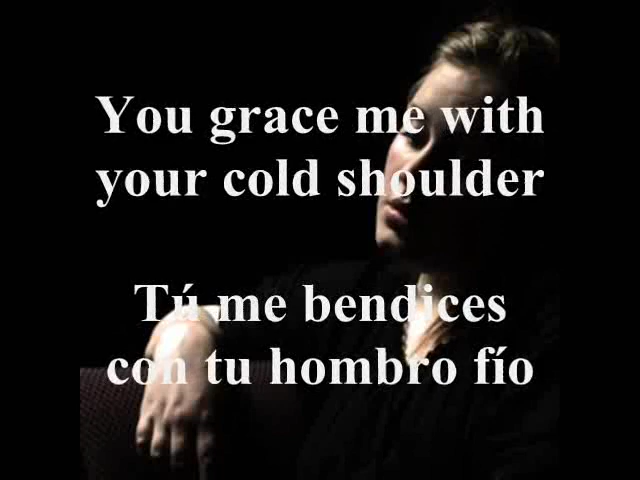 You grace me with
your cold shoulder
Tú me bendices
con tu hombro fío